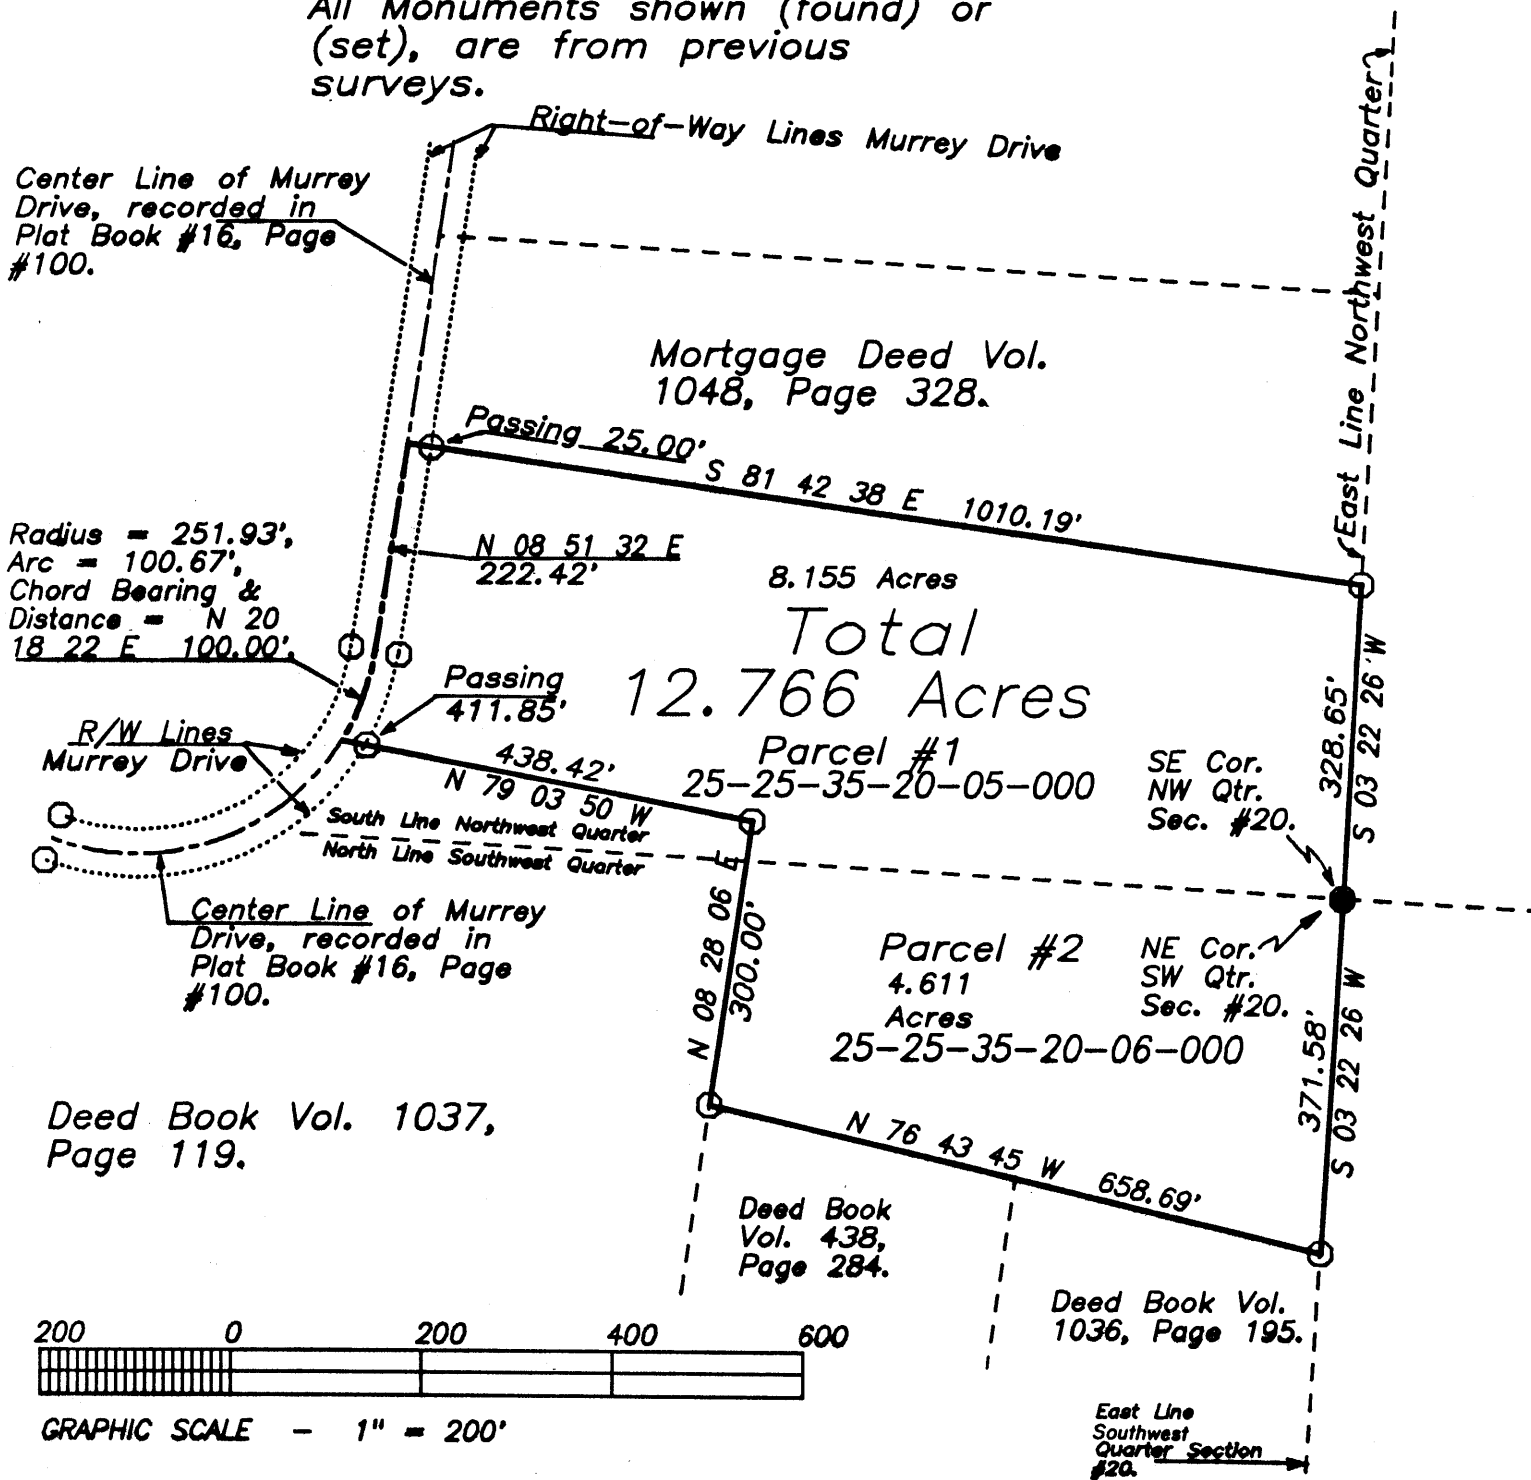 All Monuments shown (found) or
(set), are from previous
surveys.
Right-of-Way Lines Murrey Drive
Center Line of Murrey
Drive, recorded in
Plat Book #16, Page
#100.
East Line Northwest Quarter
Mortgage Deed Vol.
1048, Page 328.
Passing 25.00'
S 81 42 38 E 1010.19'
Radius = 251.93',
Arc = 100.67',
Chord Bearing &
Distance = N 20
18 22 E 100.00'.
N 08 51 32 E
222.42'
8.155 Acres
Total
12.766 Acres
Parcel #1
25-25-35-20-05-000
328.65'
S 03 22 26 W
Passing
411.85'
R/W Lines
Murrey Drive
438.42'
N 79 03 50 W
South Line Northwest Quarter
North Line Southwest Quarter
SE Cor.
NW Qtr.
Sec. #20.
Center Line of Murrey
Drive, recorded in
Plat Book #16, Page
#100.
N 08 28 06 E
300.00'
Parcel #2
4.611
Acres
25-25-35-20-06-000
NE Cor.
SW Qtr.
Sec. #20.
371.58'
S 03 22 26 W
Deed Book Vol. 1037,
Page 119.
N 76 43 45 W 658.69'
Deed Book
Vol. 438,
Page 284.
Deed Book Vol.
1036, Page 195.
200 0 200 400 600
GRAPHIC SCALE - 1" = 200'
East Line
Southwest
Quarter Section
#20.